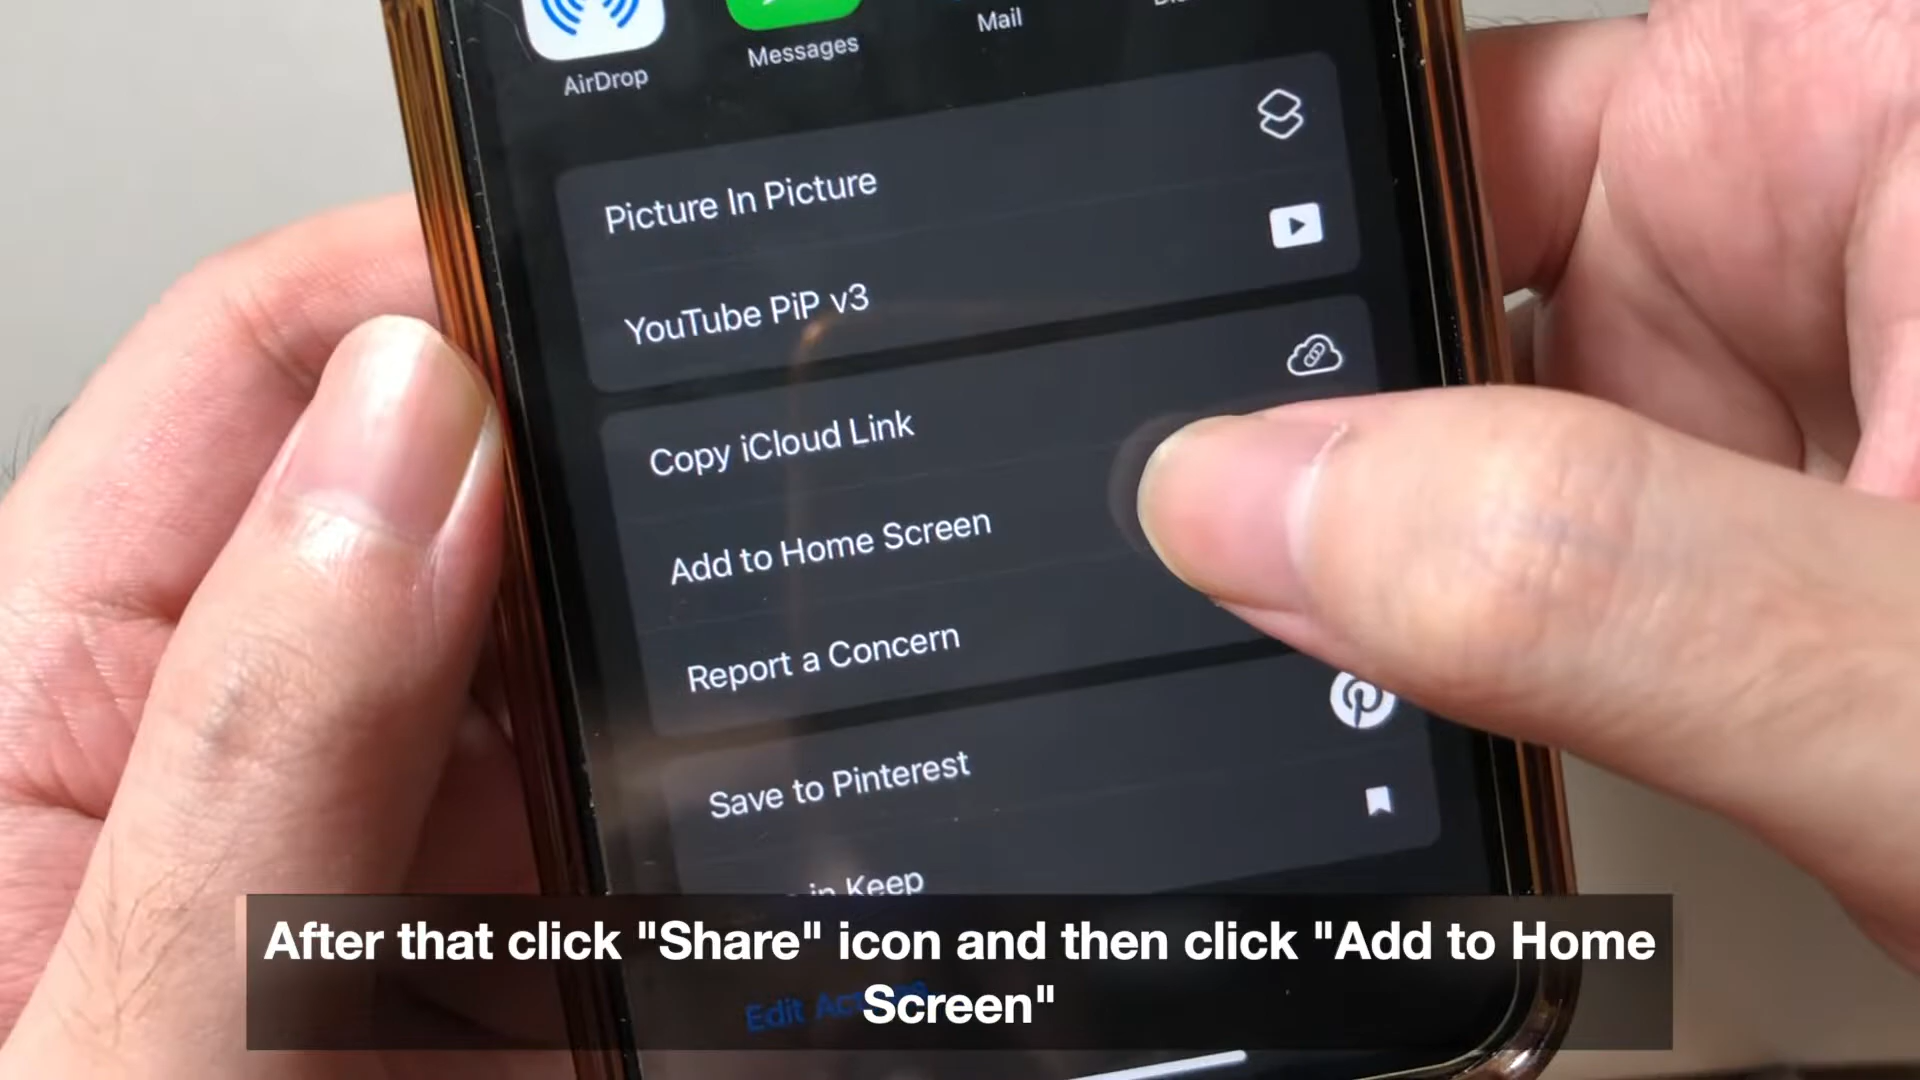 AirDrop
Messages
Mail
Picture In Picture
YouTube PiP v3
Copy iCloud Link
Add to Home Screen
Report a Concern
Save to Pinterest
in Keep
After that click "Share" icon and then click "Add to Home
Screen"
Edit